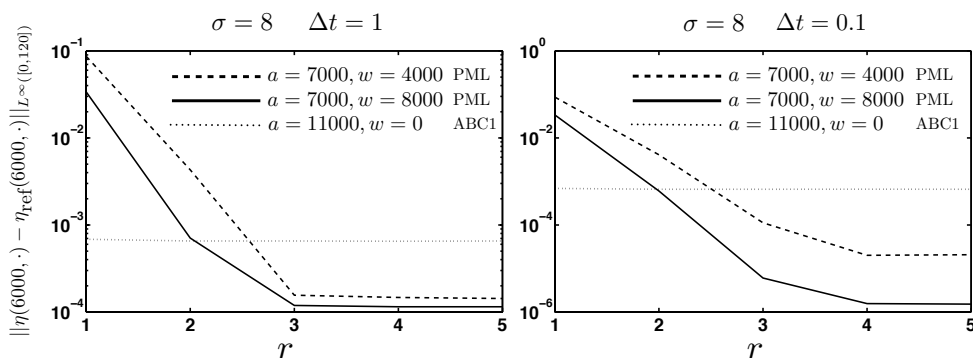 σ = 8 Δt = 1
||η(6000, ·) − η_ref(6000, ·)||_{L^∞([0,120])}
10^{-1}
10^{-2}
10^{-3}
10^{-4}
a = 7000, w = 4000 PML
a = 7000, w = 8000 PML
a = 11000, w = 0 ABC1
1 2 3 4 5
r
σ = 8 Δt = 0.1
10^{0}
10^{-2}
10^{-4}
10^{-6}
a = 7000, w = 4000 PML
a = 7000, w = 8000 PML
a = 11000, w = 0 ABC1
1 2 3 4 5
r